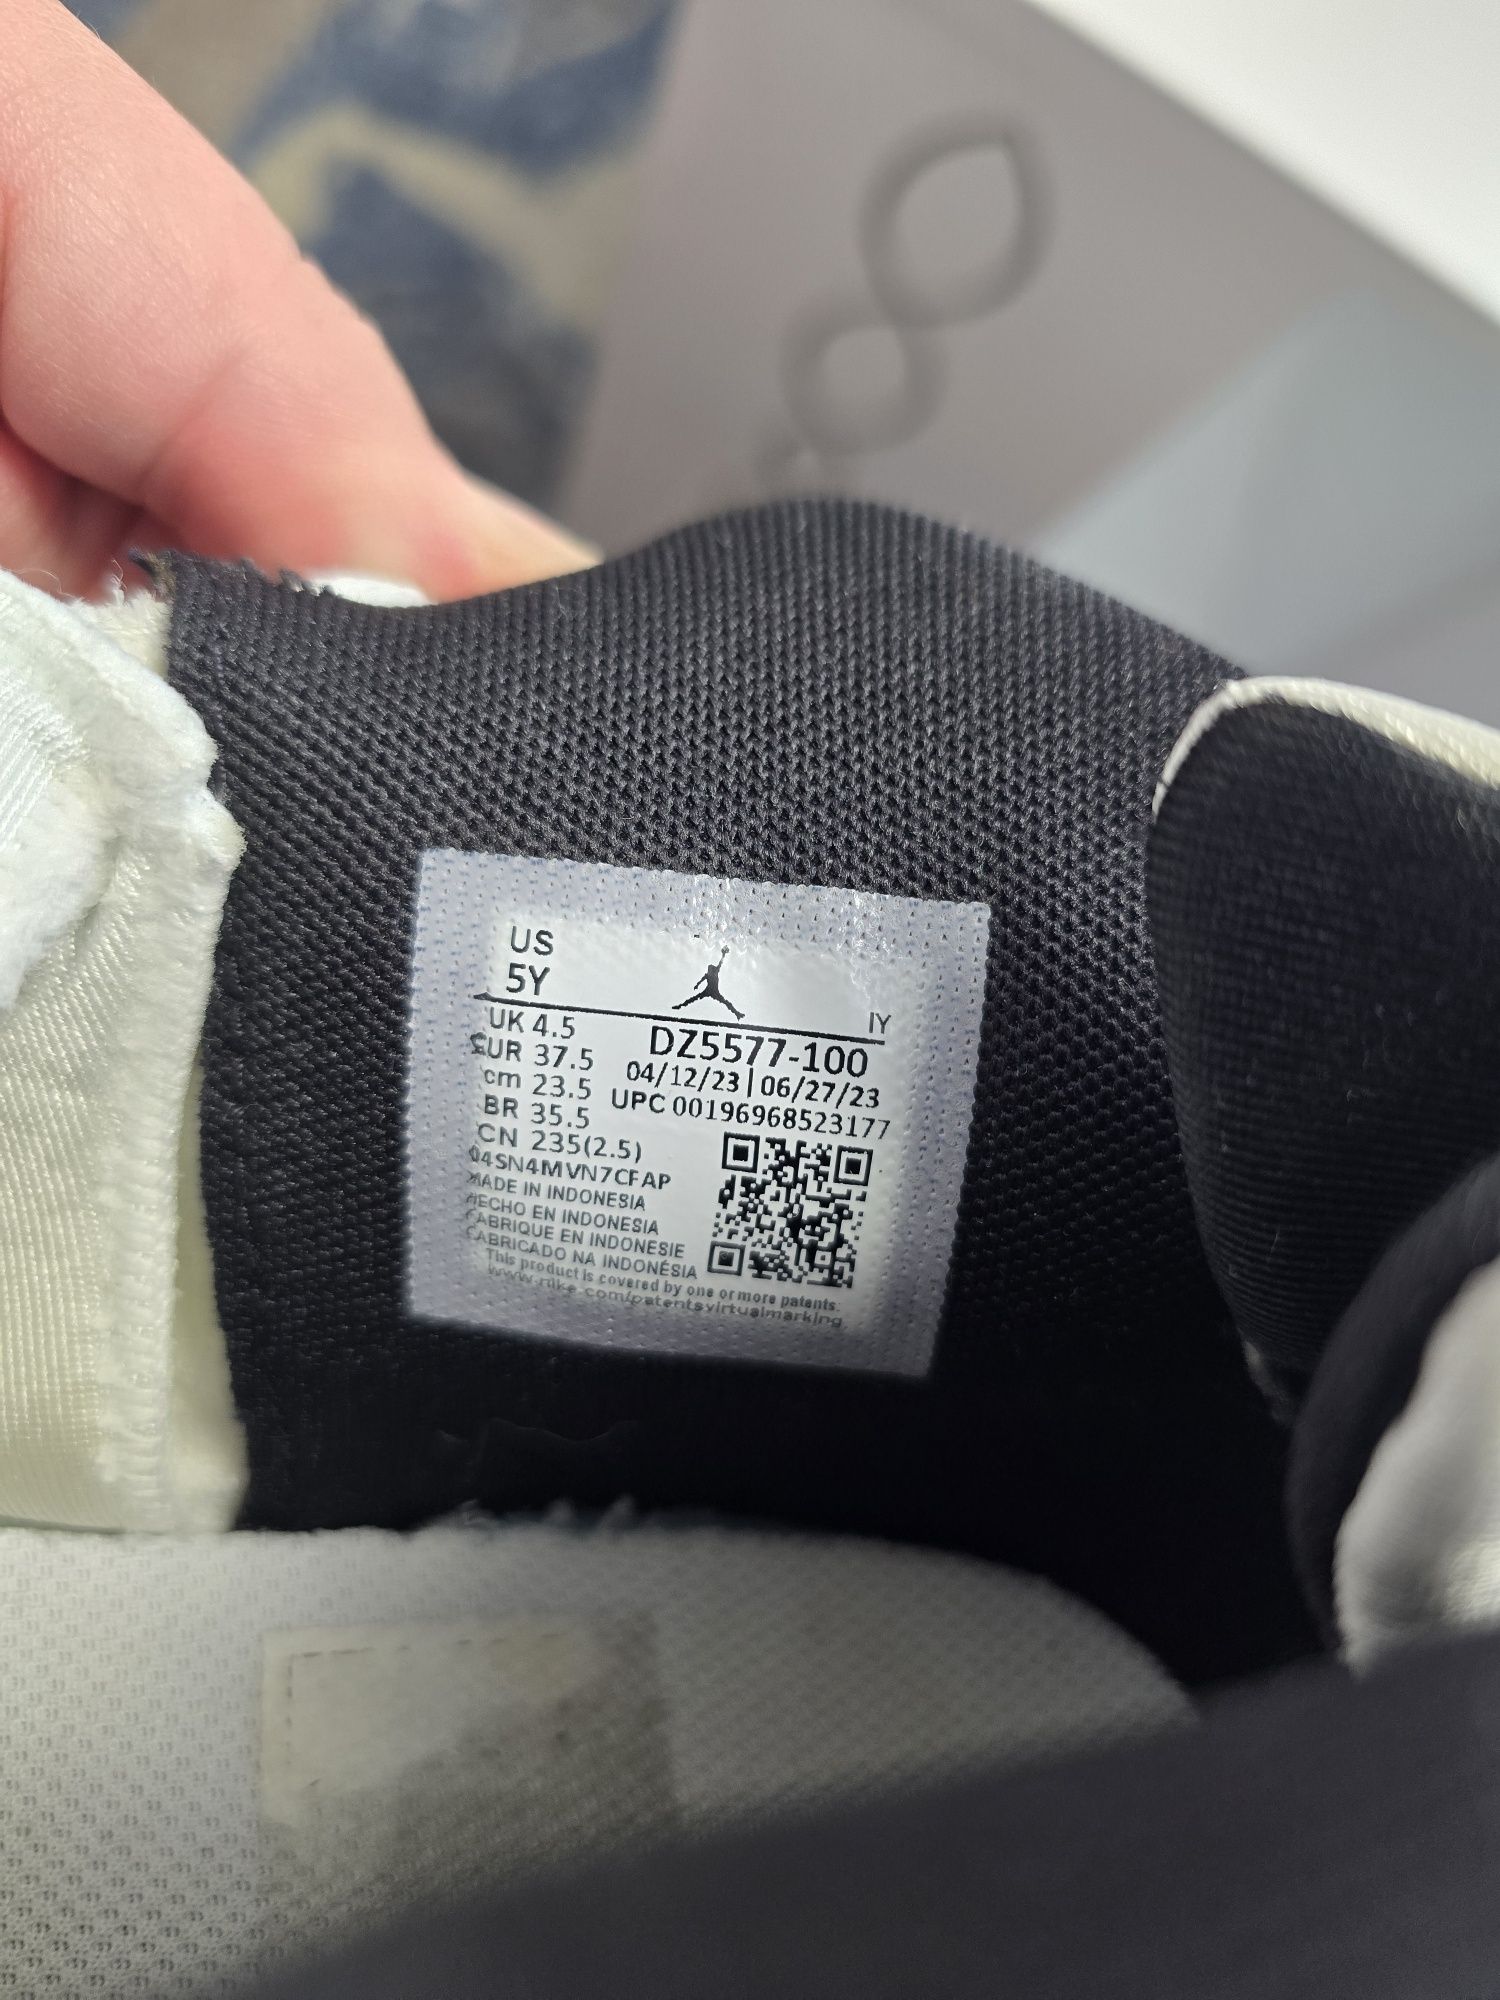 US
5Y
IY
UK 4.5
EUR 37.5
cm 23.5
BR 35.5
CN 235(2.5)
DZ5577-100
04/12/23 | 06/27/23
UPC 00196968523177
04SN4MVN7CFAP
MADE IN INDONESIA
HECHO EN INDONESIA
FABRIQUE EN INDONESIE
FABRICADO NA INDONÉSIA
This product is covered by one or more patents.
www.nike.com/patentsvirtualmarking